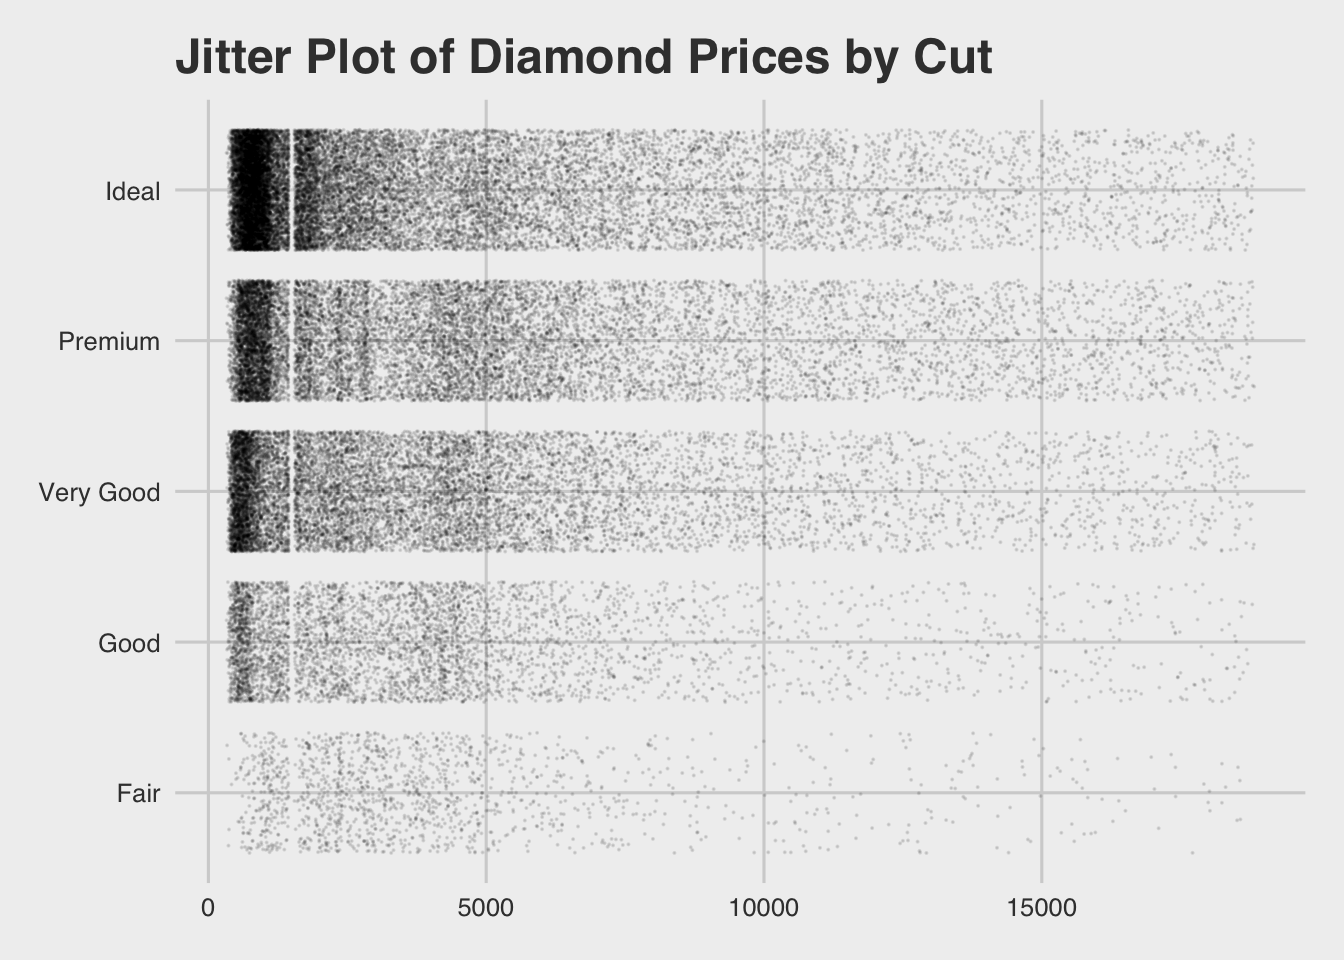 Jitter Plot of Diamond Prices by Cut
Ideal
Premium
Very Good
Good
Fair
0 5000 10000 15000